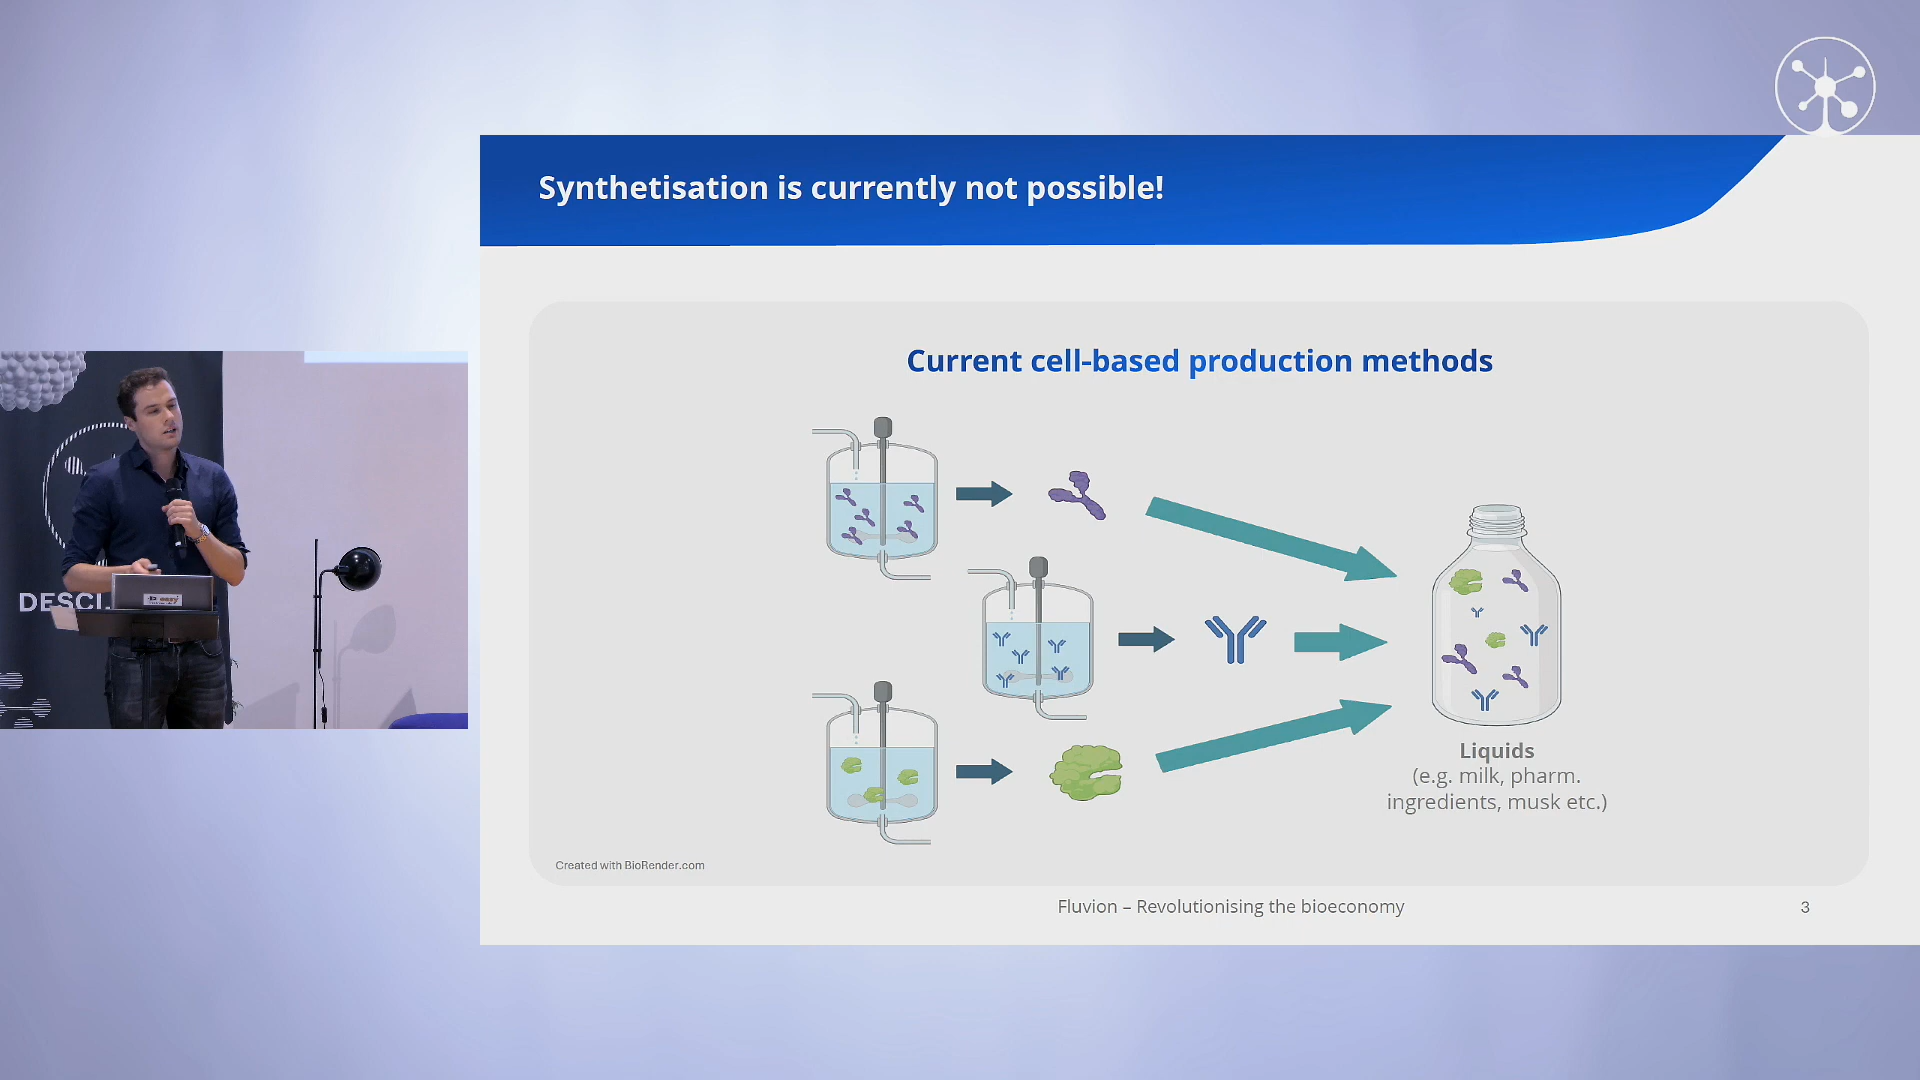 Synthetisation is currently not possible!
Current cell-based production methods
Liquids
(e.g. milk, pharm.
ingredients, musk etc.)
Created with BioRender.com
Fluvion – Revolutionising the bioeconomy
3
DESCI